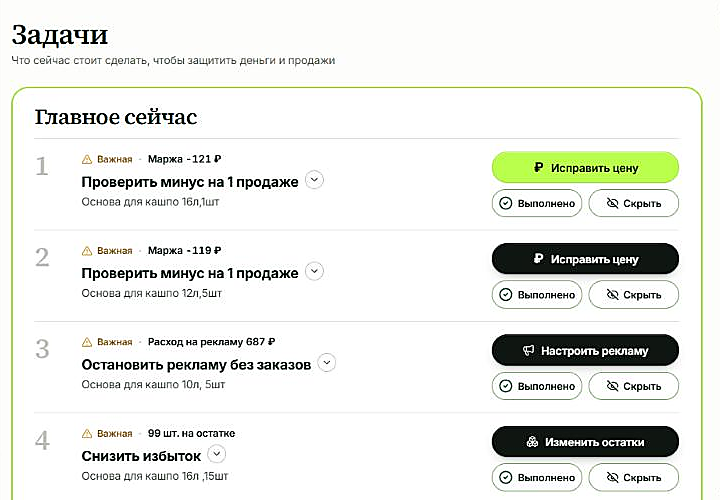 Задачи
Что сейчас стоит сделать, чтобы защитить деньги и продажи
Главное сейчас
1
Важная · Маржа -121 ₽
Проверить минус на 1 продаже
Основа для кашпо 16л,1шт
₽ Исправить цену
Выполнено
Скрыть
2
Важная · Маржа -119 ₽
Проверить минус на 1 продаже
Основа для кашпо 12л,5шт
₽ Исправить цену
Выполнено
Скрыть
3
Важная · Расход на рекламу 687 ₽
Остановить рекламу без заказов
Основа для кашпо 10л, 5шт
Настроить рекламу
Выполнено
Скрыть
4
Важная · 99 шт. на остатке
Снизить избыток
Основа для кашпо 16л ,15шт
Изменить остатки
Выполнено
Скрыть